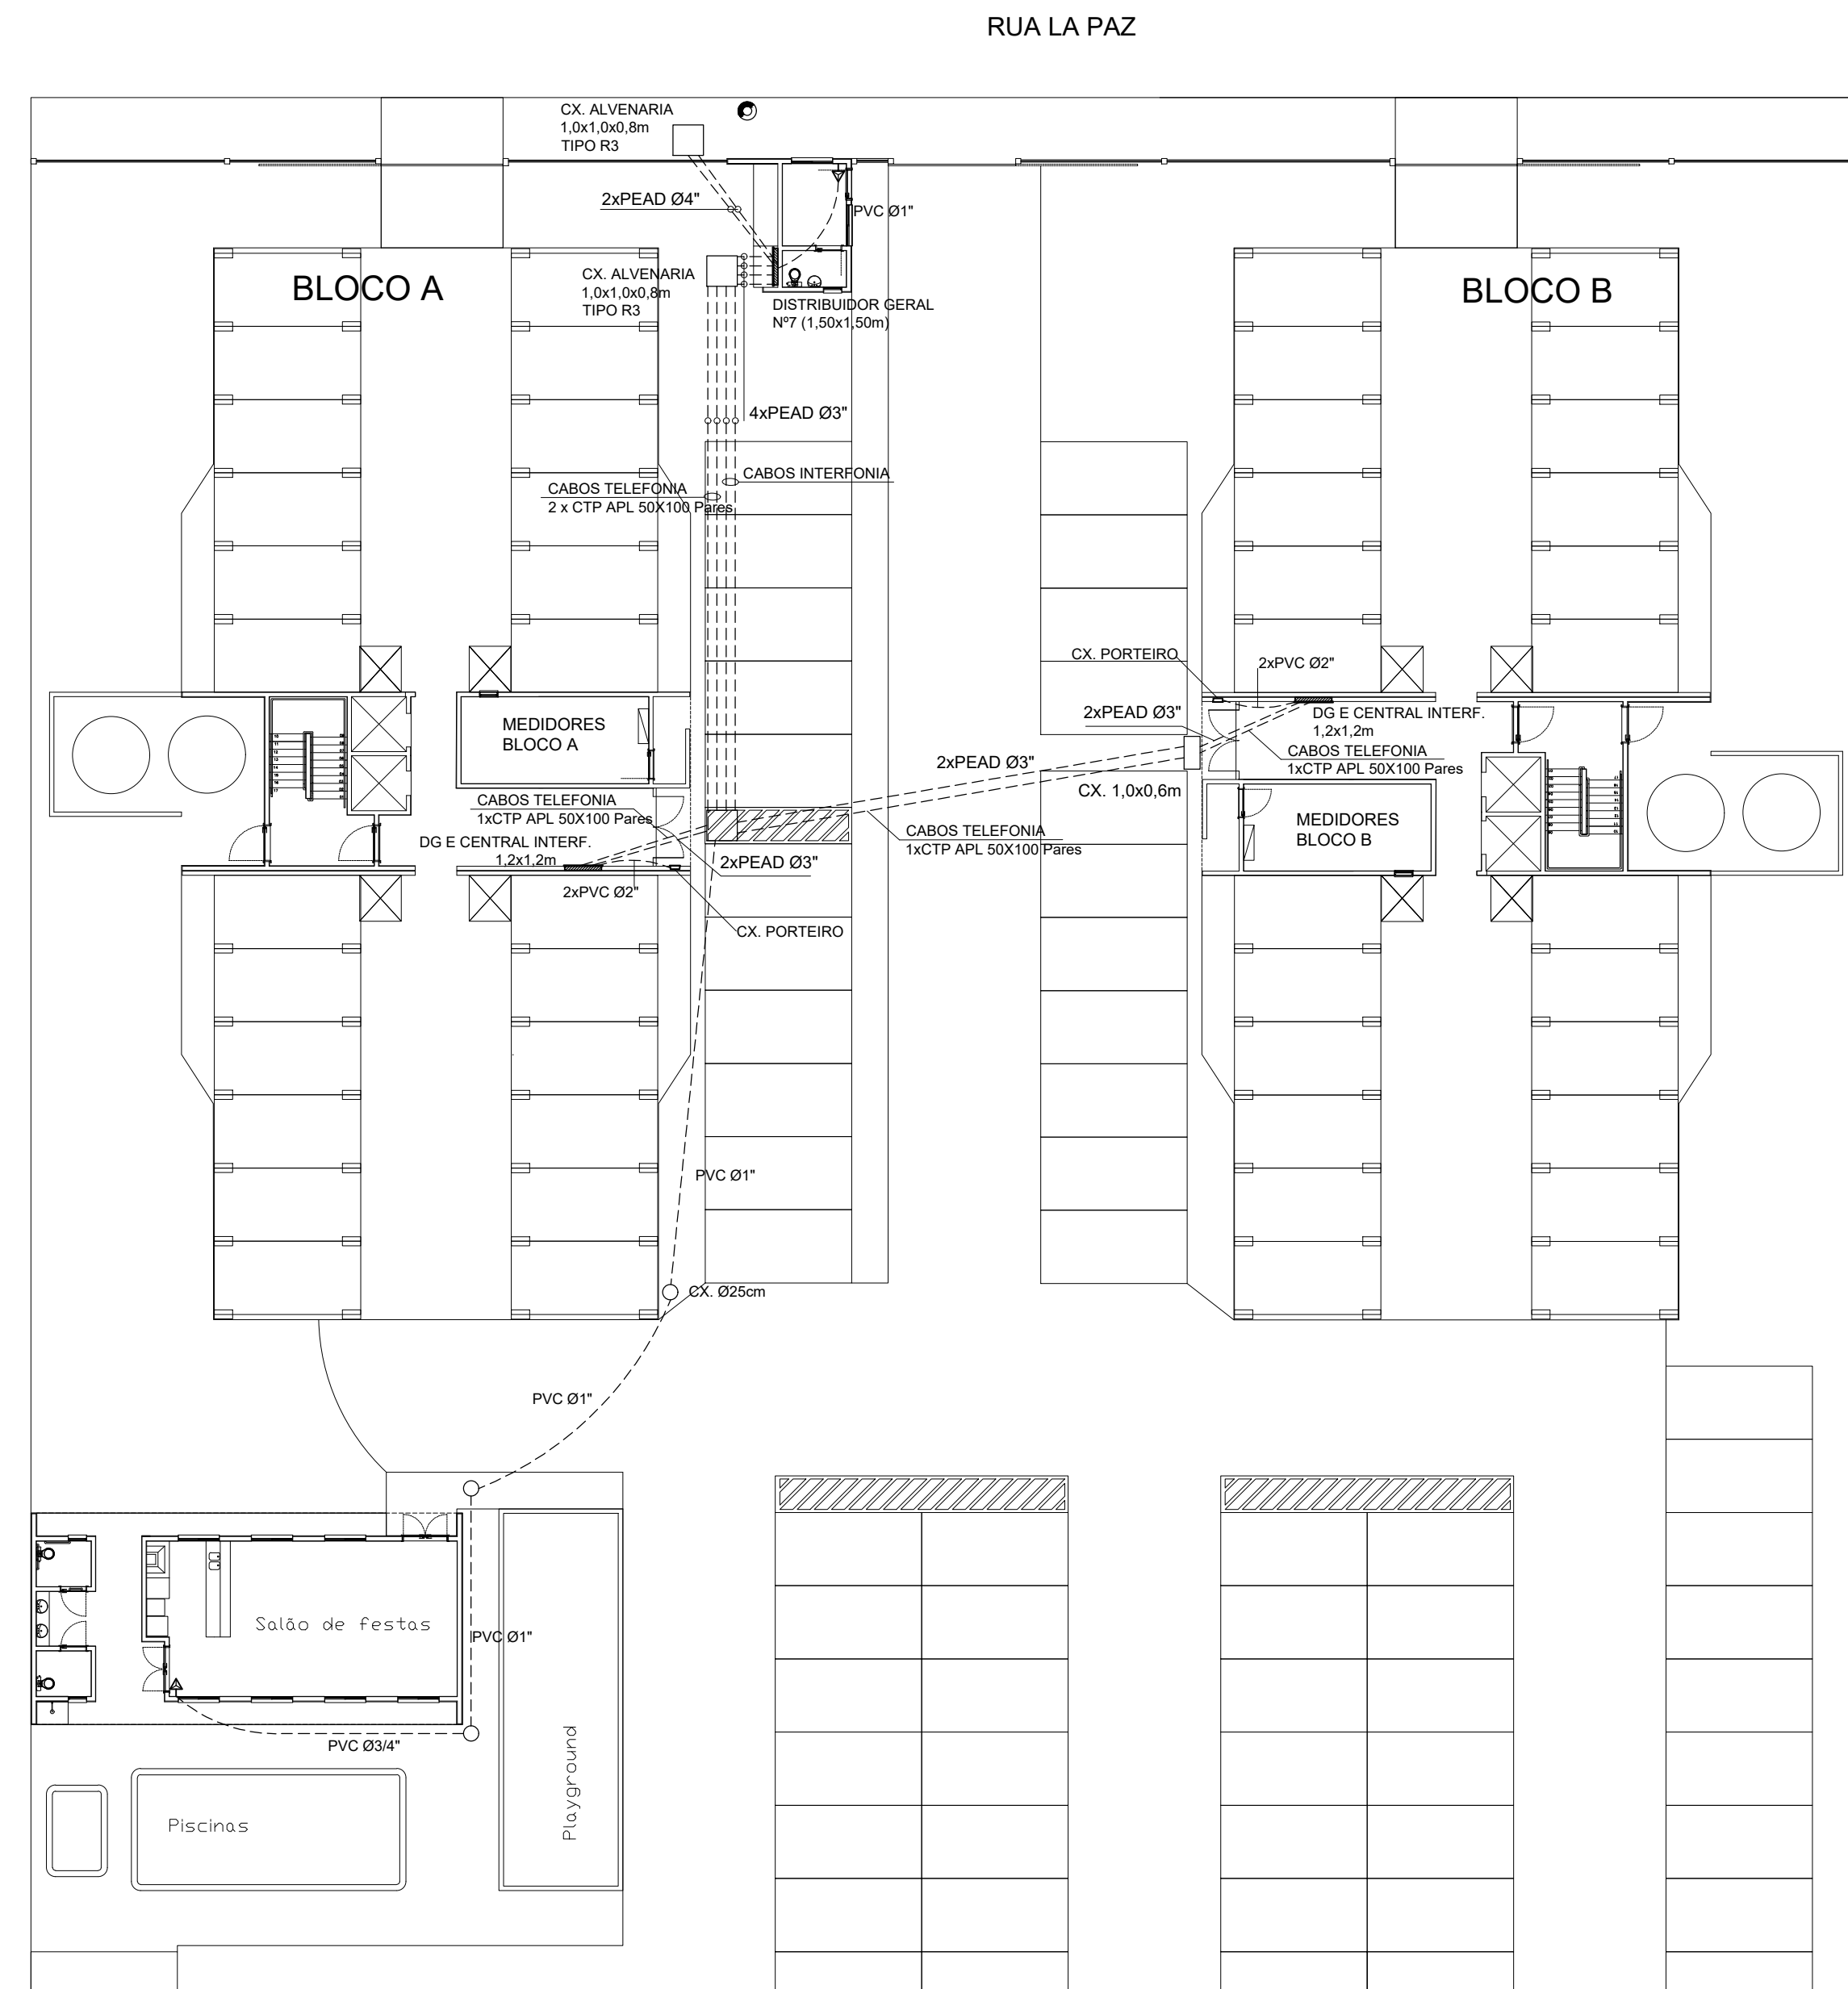 RUA LA PAZ
CX. ALVENARIA
1,0x1,0x0,8m
TIPO R3
2xPEAD Ø4"
PVC Ø1"
BLOCO A
CX. ALVENARIA
1,0x1,0x0,8m
TIPO R3
DISTRIBUIDOR GERAL
Nº7 (1,50x1,50m)
BLOCO B
4xPEAD Ø3"
CABOS INTERFONIA
CABOS TELEFONIA
2 x CTP APL 50X100 Pares
CX. PORTEIRO
2xPVC Ø2"
2xPEAD Ø3"
DG E CENTRAL INTERF.
1,2x1,2m
MEDIDORES
BLOCO A
CABOS TELEFONIA
1xCTP APL 50X100 Pares
2xPEAD Ø3"
CX. 1,0x0,6m
CABOS TELEFONIA
1xCTP APL 50X100 Pares
MEDIDORES
BLOCO B
CABOS TELEFONIA
1xCTP APL 50X100 Pares
DG E CENTRAL INTERF.
1,2x1,2m
2xPEAD Ø3"
2xPVC Ø2"
CX. PORTEIRO
PVC Ø1"
CX. Ø25cm
PVC Ø1"
Salão de festas
PVC Ø1"
PVC Ø3/4"
Playground
Piscinas